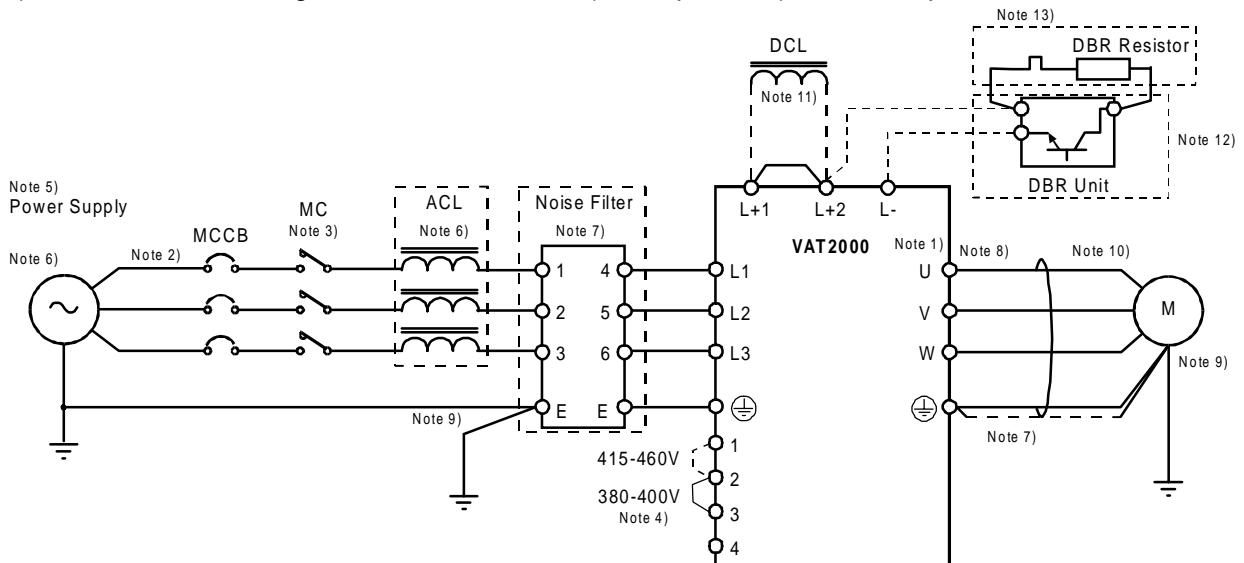 Note 13)
DBR Resistor
DCL
Note 11)
Note 12)
DBR Unit
Note 5)
Power Supply
Note 6)
Note 2)
MCCB
MC
Note 3)
ACL
Note 6)
Noise Filter
Note 7)
1 4
2 5
3 6
E E
Note 9)
L+1 L+2 L-
VAT2000
Note 1)
L1
L2
L3
U
V
W
Note 8)
Note 10)
M
Note 9)
Note 7)
415-460V
380-400V
Note 4)
1
2
3
4